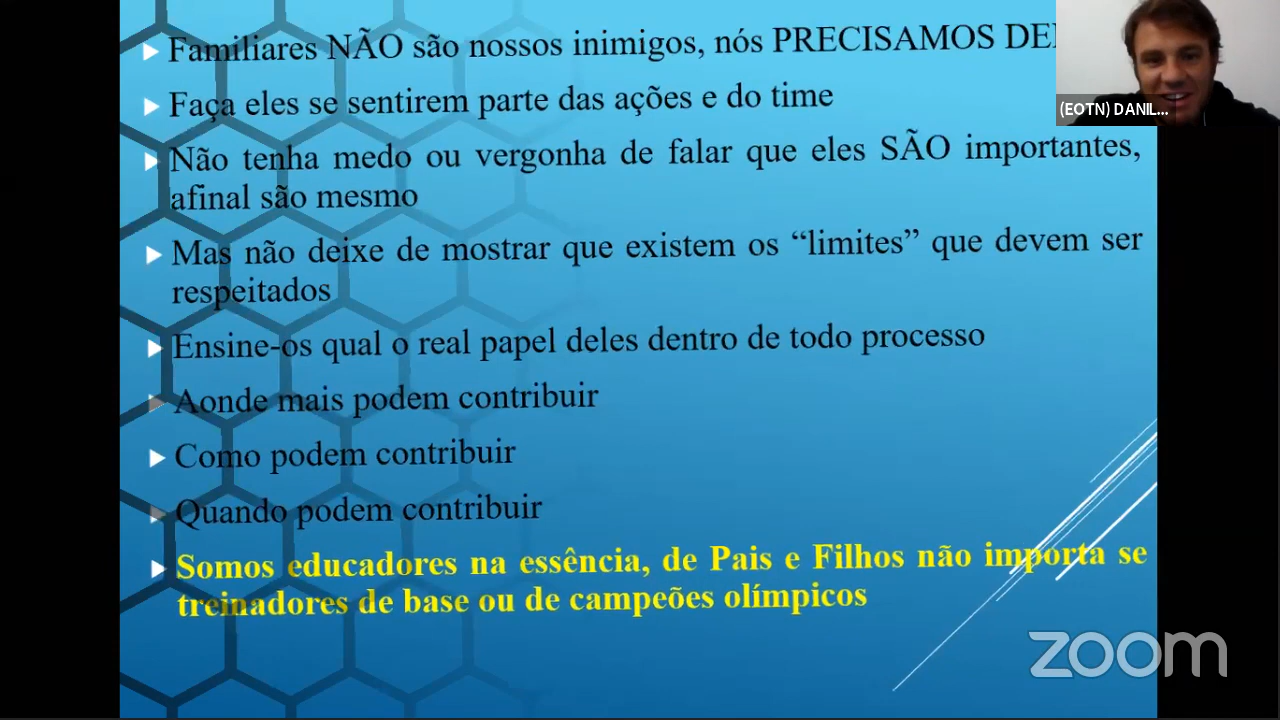 Familiares NÃO são nossos inimigos, nós PRECISAMOS
(EOTN) DANIL...
Faça eles se sentirem parte das ações e do time
Não tenha medo ou vergonha de falar que eles SÃO importantes,
afinal são mesmo
Mas não deixe de mostrar que existem os “limites” que devem ser
respeitados
Ensine-os qual o real papel deles dentro de todo processo
Aonde mais podem contribuir
Como podem contribuir
Quando podem contribuir
Somos educadores na essência, de Pais e Filhos não importa se
treinadores de base ou de campeões olímpicos
zoom